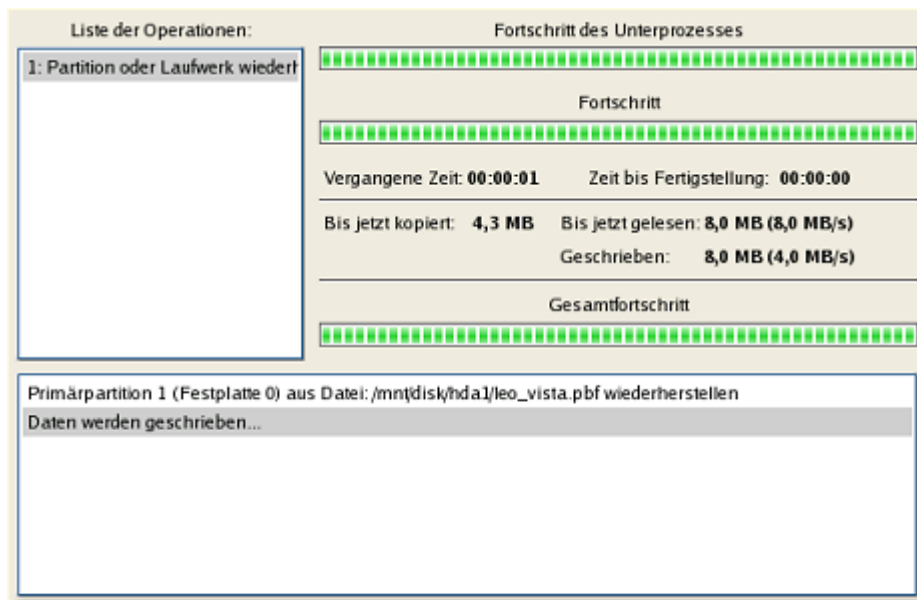 Liste der Operationen:
1: Partition oder Laufwerk wiederh
Fortschritt des Unterprozesses
Fortschritt
Vergangene Zeit: 00:00:01 Zeit bis Fertigstellung: 00:00:00
Bis jetzt kopiert: 4,3 MB Bis jetzt gelesen: 8,0 MB (8,0 MB/s)
Geschrieben: 8,0 MB (4,0 MB/s)
Gesamtfortschritt
Primärpartition 1 (Festplatte 0) aus Datei: /mnt/disk/hda1/leo_vista.pbf wiederherstellen
Daten werden geschrieben...